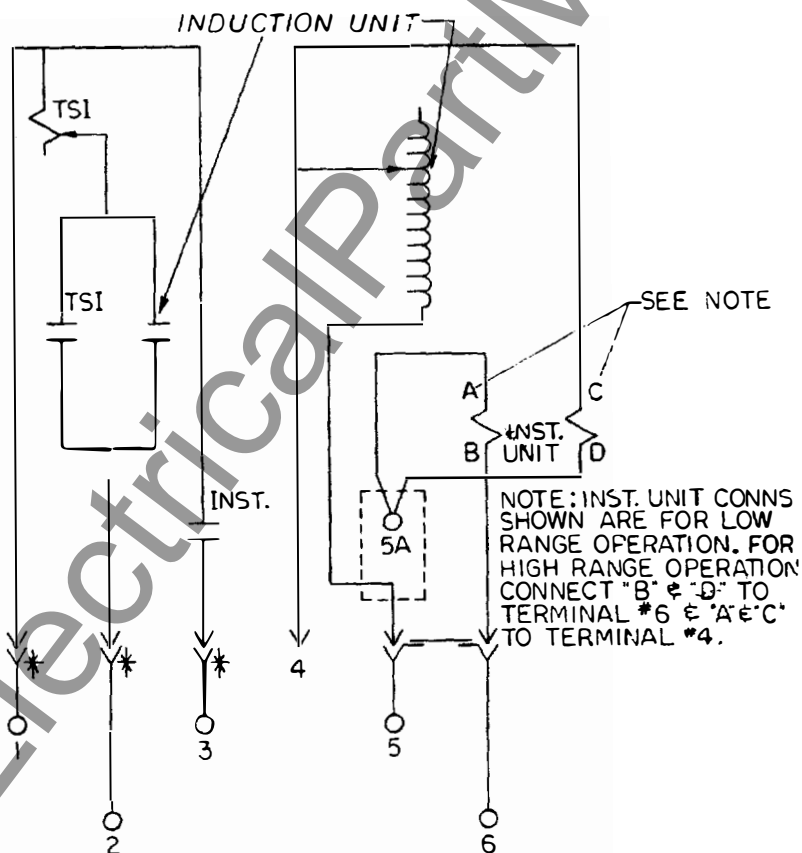 INDUCTION UNIT
TSI
TSI
SEE NOTE
A
C
INST.
UNIT
B
D
INST.
5A
NOTE: INST. UNIT CONNS
SHOWN ARE FOR LOW
RANGE OPERATION. FOR
HIGH RANGE OPERATION
CONNECT "B" & "D" TO
TERMINAL #6 & "A" & "C"
TO TERMINAL #4.
*
*
*
4
1
3
5
2
6
ElectricalPartM